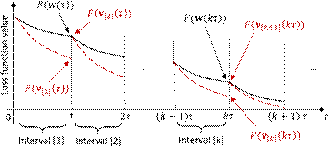 F(w(τ))
F(v[2](τ))
F(w(kτ))
F(v[k+1](kτ))
Loss function value
F(v[1](τ))
F(v[k](kτ))
0
τ
2τ
(k − 1)τ
kτ
(k + 1)τ
t
Interval [1]
Interval [2]
Interval [k]